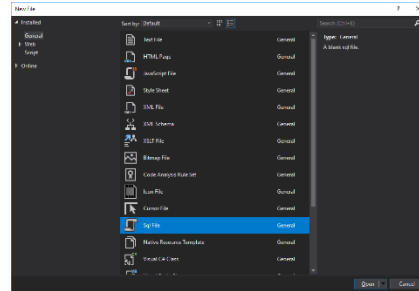 New File
? X
Installed
Sort by: Default
Search (Ctrl+E)
General
Web
Script
Online
Text File General
HTML Page General
JavaScript File General
Style Sheet General
XML File General
XML Schema General
XSLT File General
Bitmap File General
Code Analysis Rule Set General
Icon File General
Cursor File General
Sql File General
Native Resource Template General
Visual C# Class General
Type: General
A blank sql file.
Open
Cancel